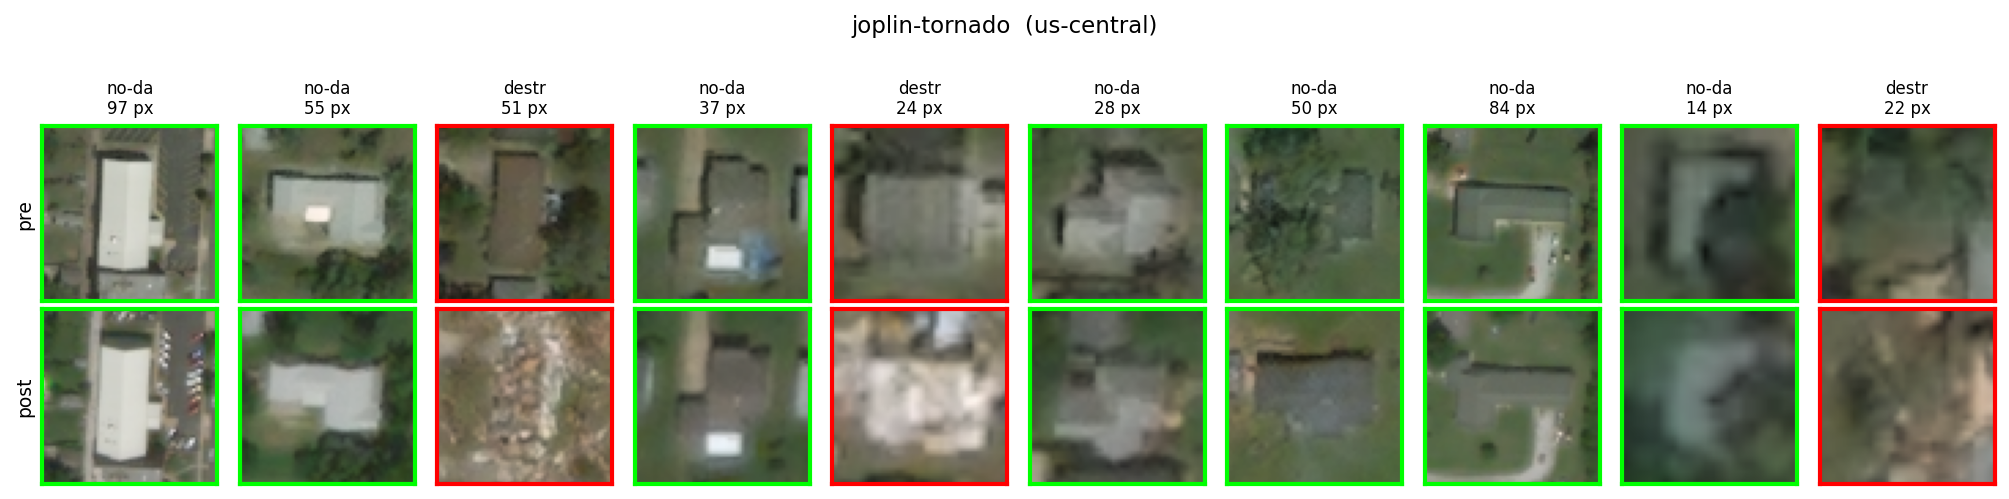 joplin-tornado  (us-central)
no-da
97 px
no-da
55 px
destr
51 px
no-da
37 px
destr
24 px
no-da
28 px
no-da
50 px
no-da
84 px
no-da
14 px
destr
22 px
pre
post